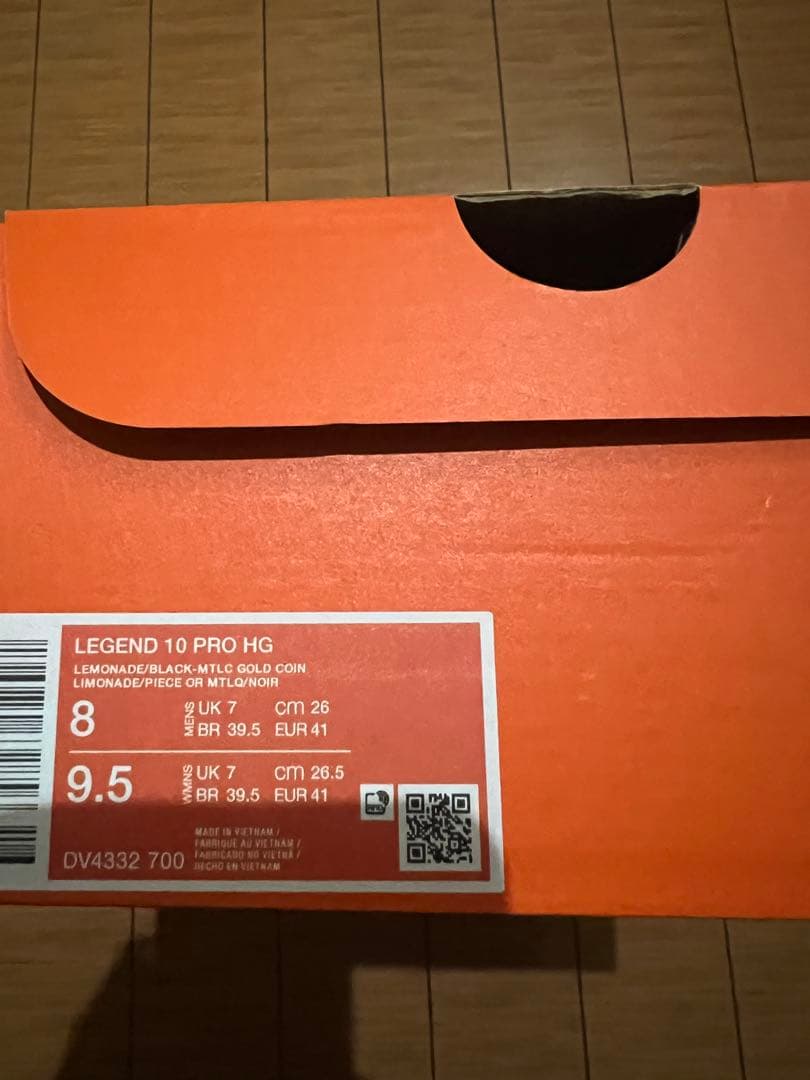 LEGEND 10 PRO HG
LEMONADE/BLACK-MTLC GOLD COIN
LIMONADE/PIECE OR MTLQ/NOIR
8 MENS UK 7 cm 26
BR 39.5 EUR 41
9.5 WMNS UK 7 cm 26.5
BR 39.5 EUR 41
MADE IN VIETNAM /
FABRIQUE AU VIETNAM /
FABRICADO NO VIETNÃ /
HECHO EN VIETNAM
DV4332 700